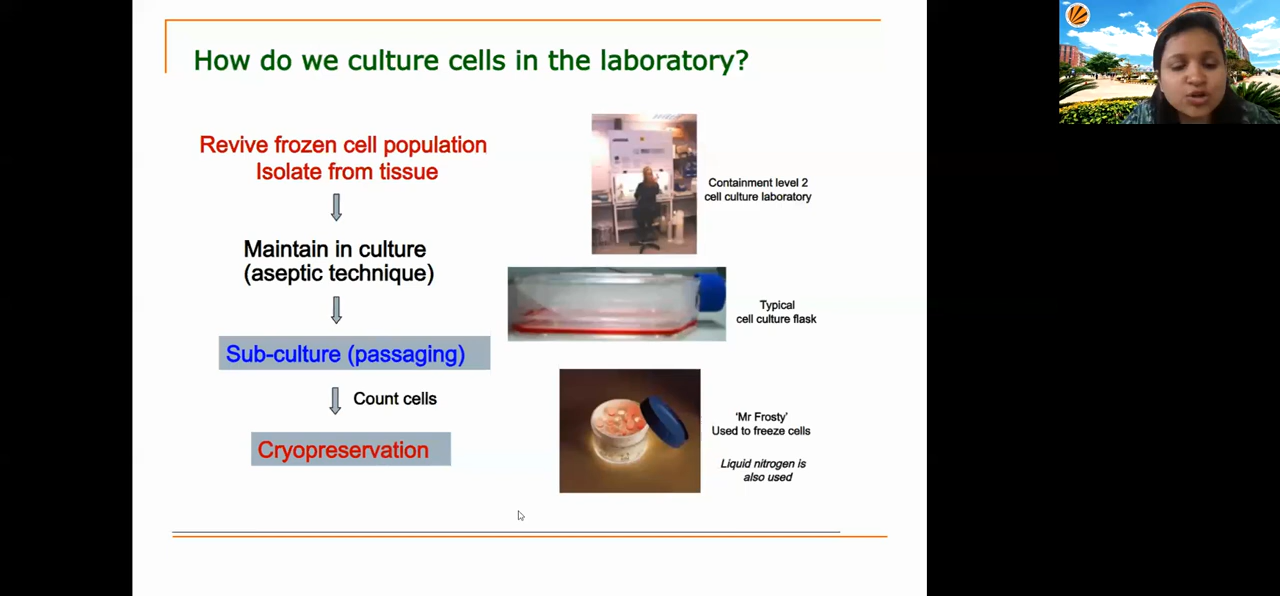 How do we culture cells in the laboratory?
Revive frozen cell population
Isolate from tissue
Maintain in culture
(aseptic technique)
Sub-culture (passaging)
Count cells
Cryopreservation
Containment level 2
cell culture laboratory
Typical
cell culture flask
'Mr Frosty'
Used to freeze cells
Liquid nitrogen is
also used